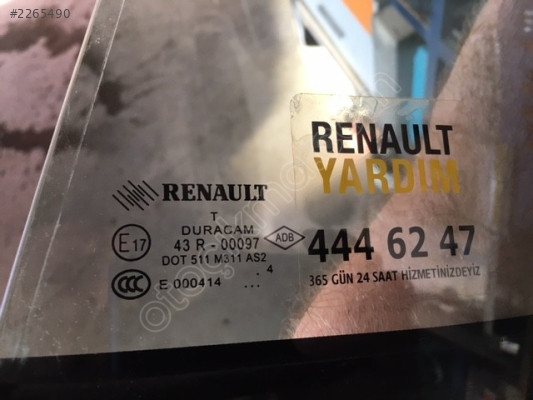 #2265490
RENAULT
YARDIM
444 62 47
365 GÜN 24 SAAT HİZMETİNİZDEYİZ
RENAULT
T
DURACAM
E17
43 R - 00097
ADB
DOT 511 M311 AS2
.. 4
CCC
E 000414 ...